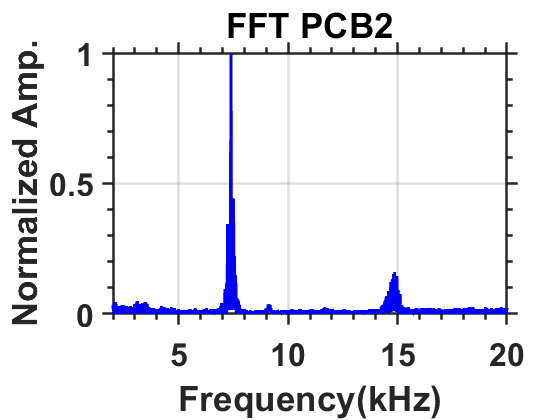 FFT PCB2
Normalized Amp.
1
0.5
0
5 10 15 20
Frequency(kHz)